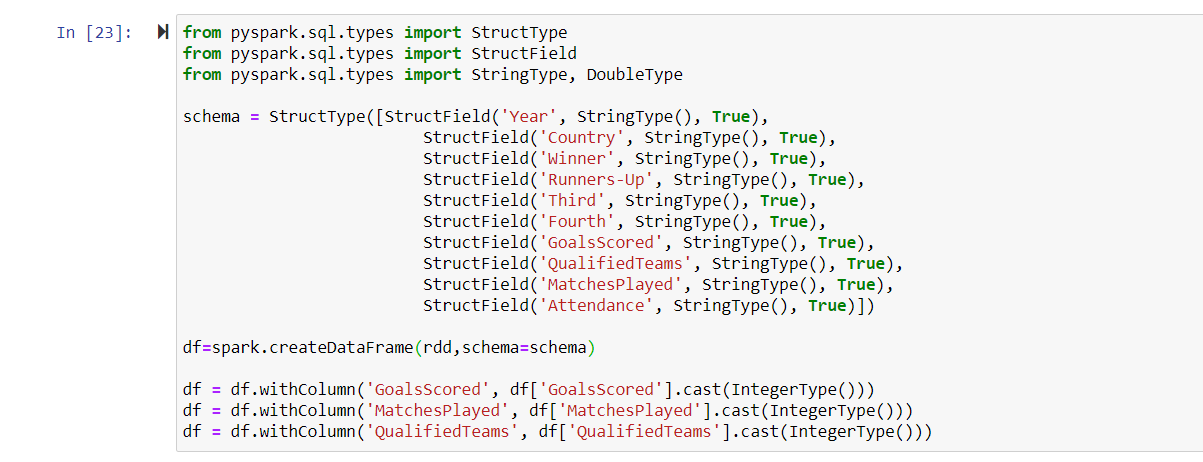 In [23]: from pyspark.sql.types import StructType
from pyspark.sql.types import StructField
from pyspark.sql.types import StringType, DoubleType
schema = StructType([StructField('Year', StringType(), True),
StructField('Country', StringType(), True),
StructField('Winner', StringType(), True),
StructField('Runners-Up', StringType(), True),
StructField('Third', StringType(), True),
StructField('Fourth', StringType(), True),
StructField('GoalsScored', StringType(), True),
StructField('QualifiedTeams', StringType(), True),
StructField('MatchesPlayed', StringType(), True),
StructField('Attendance', StringType(), True)])
df=spark.createDataFrame(rdd,schema=schema)
df = df.withColumn('GoalsScored', df['GoalsScored'].cast(IntegerType()))
df = df.withColumn('MatchesPlayed', df['MatchesPlayed'].cast(IntegerType()))
df = df.withColumn('QualifiedTeams', df['QualifiedTeams'].cast(IntegerType()))